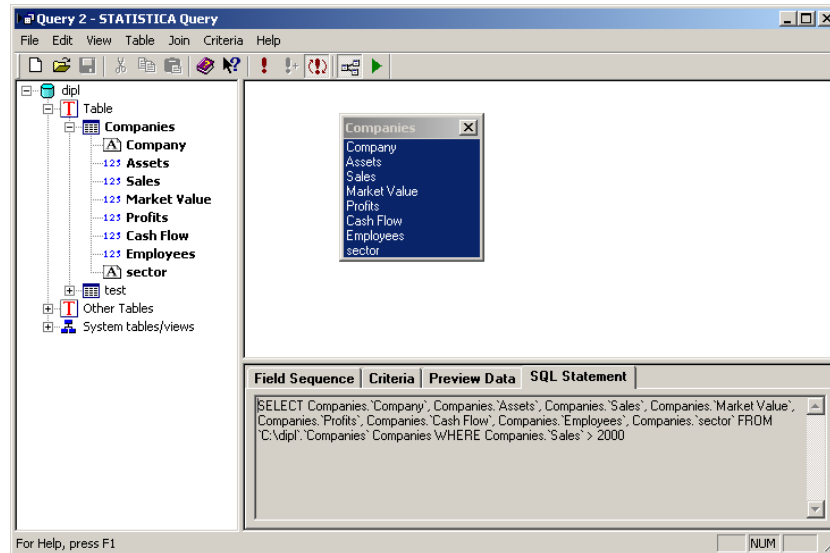 Query 2 - STATISTICA Query
File Edit View Table Join Criteria Help
dipl
Table
Companies
Company
Assets
Sales
Market Value
Profits
Cash Flow
Employees
sector
test
Other Tables
System tables/views
Companies
Company
Assets
Sales
Market Value
Profits
Cash Flow
Employees
sector
Field Sequence Criteria Preview Data SQL Statement
SELECT Companies.`Company`, Companies.`Assets`, Companies.`Sales`, Companies.`Market Value`,
Companies.`Profits`, Companies.`Cash Flow`, Companies.`Employees`, Companies.`sector` FROM
`C:\dipl`.`Companies` Companies WHERE Companies.`Sales` > 2000
For Help, press F1
NUM